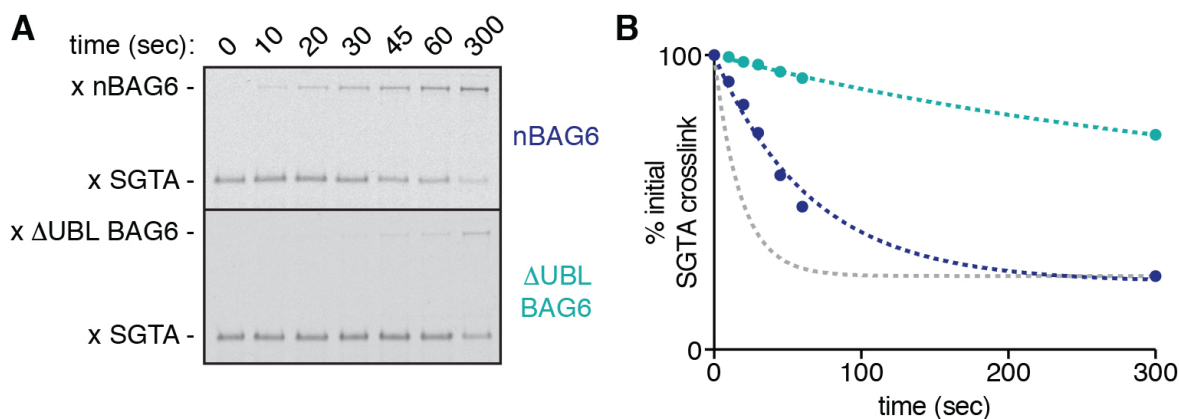 A
time (sec): 0 10 20 30 45 60 300
x nBAG6 -
nBAG6
x SGTA -
x ΔUBL BAG6 -
ΔUBL
BAG6
x SGTA -
B
100
0
% initial
SGTA crosslink
0 100 200 300
time (sec)